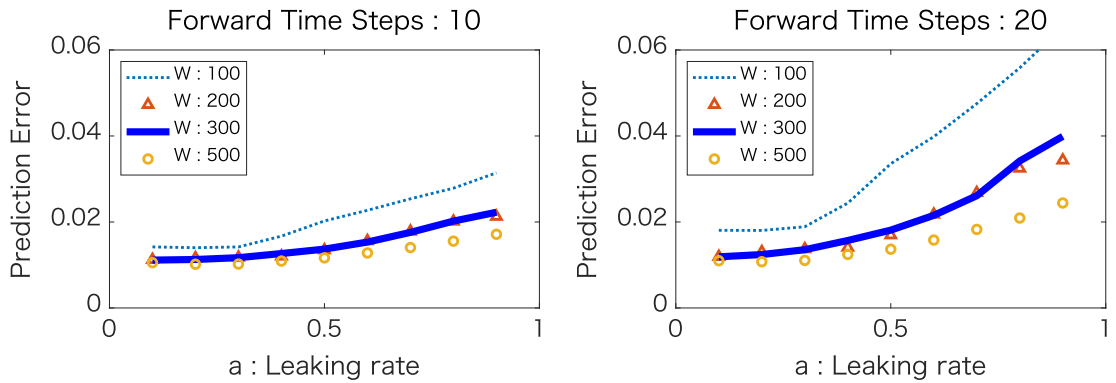 Forward Time Steps : 10
Prediction Error
0.06
0.04
0.02
0
W : 100
W : 200
W : 300
W : 500
0
0.5
1
a : Leaking rate
Forward Time Steps : 20
Prediction Error
0.06
0.04
0.02
0
W : 100
W : 200
W : 300
W : 500
0
0.5
1
a : Leaking rate